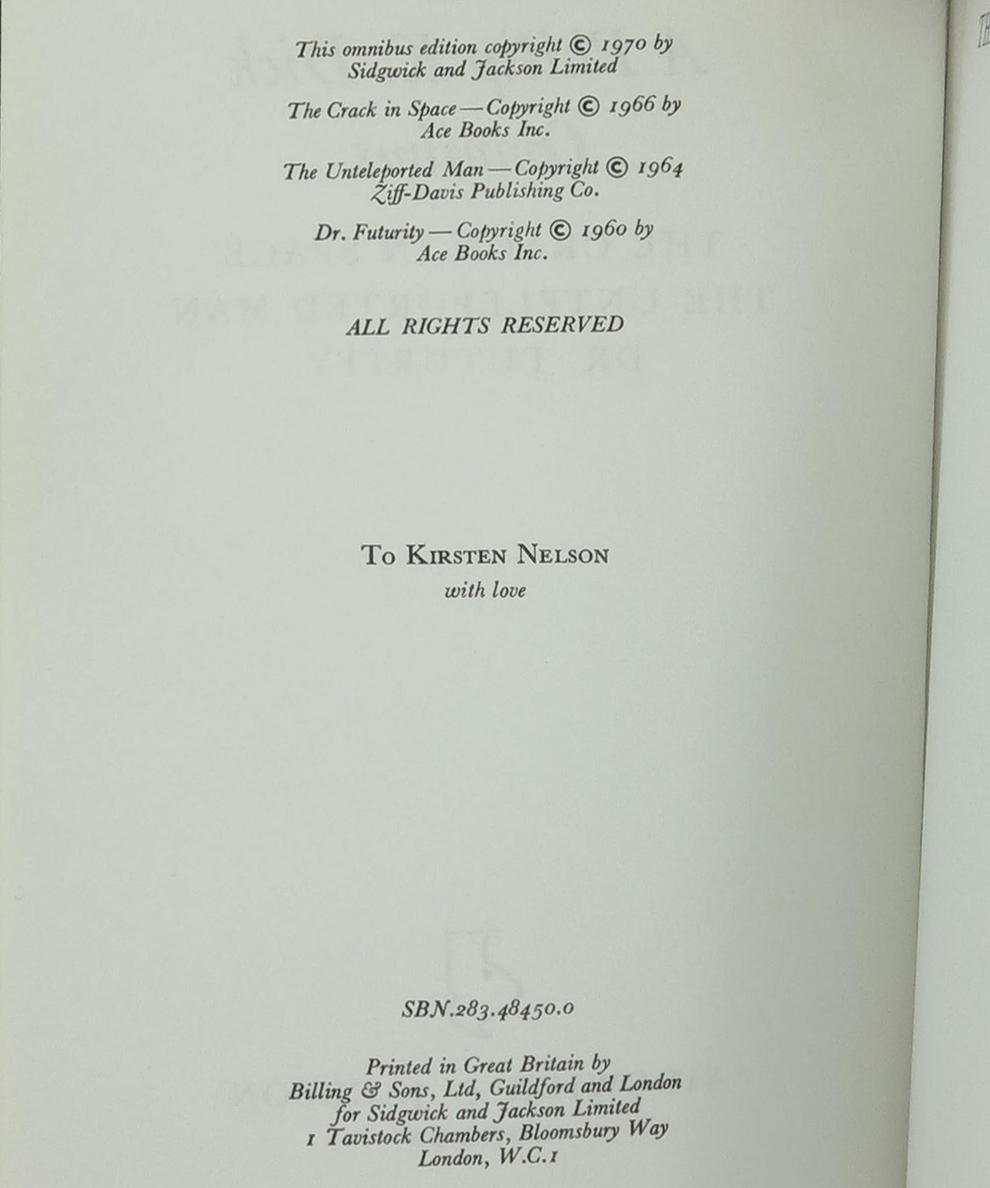 This omnibus edition copyright © 1970 by
Sidgwick and Jackson Limited
The Crack in Space — Copyright © 1966 by
Ace Books Inc.
The Unteleported Man — Copyright © 1964
Ziff-Davis Publishing Co.
Dr. Futurity — Copyright © 1960 by
Ace Books Inc.
ALL RIGHTS RESERVED
To Kirsten Nelson
with love
SBN.283.48450.0
Printed in Great Britain by
Billing & Sons, Ltd, Guildford and London
for Sidgwick and Jackson Limited
1 Tavistock Chambers, Bloomsbury Way
London, W.C.1